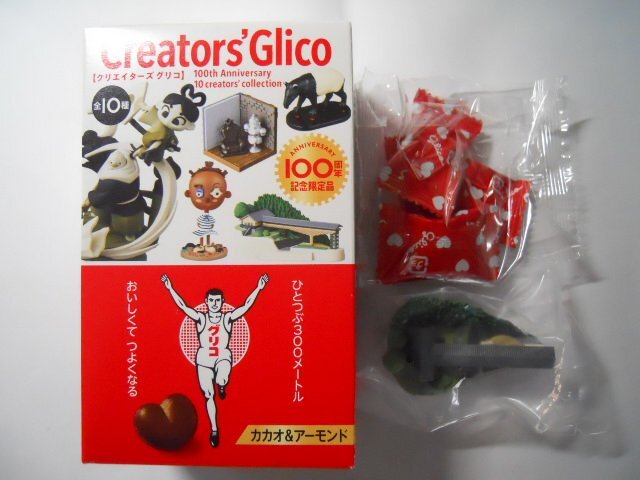 Creators'Glico
【クリエイターズ グリコ】
100th Anniversary
10 creators' collection
全10種
ANNIVERSARY
100周年
記念限定品
ひとつぶ300メートル
おいしくて つよくなる
グリコ
カカオ&アーモンド
Glico